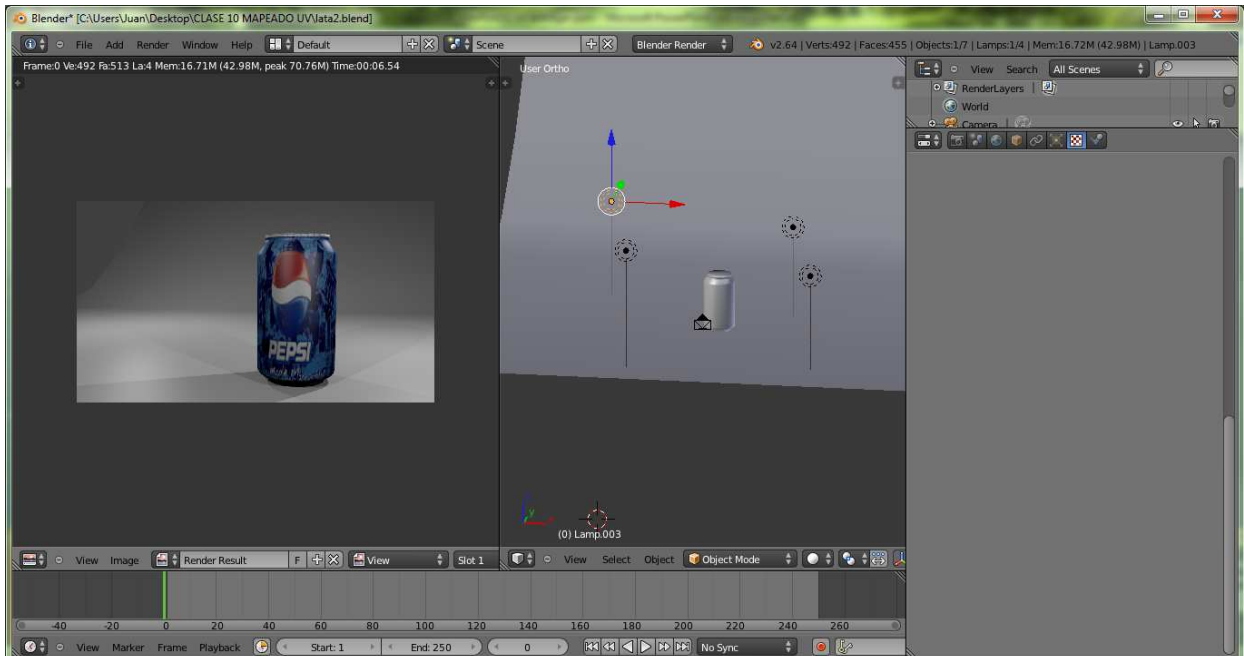 Blender* [C:\Users\Juan\Desktop\CLASE 10 MAPEADO UV\lata2.blend]
File Add Render Window Help Default Scene Blender Render v2.64 | Verts:492 | Faces:455 | Objects:1/7 | Lamps:1/4 | Mem:16.72M (42.98M) | Lamp.003
Frame:0 Ve:492 Fa:513 La:4 Mem:16.71M (42.98M, peak 70.76M) Time:00:06.54
User Ortho
View Search All Scenes
RenderLayers |
World
Camera |
PEPSI
y
(0) Lamp.003
View Image Render Result F View Slot 1
View Select Object Object Mode
-40 -20 0 20 40 60 80 100 120 140 160 180 200 220 240 260
View Marker Frame Playback Start: 1 End: 250 0 No Sync